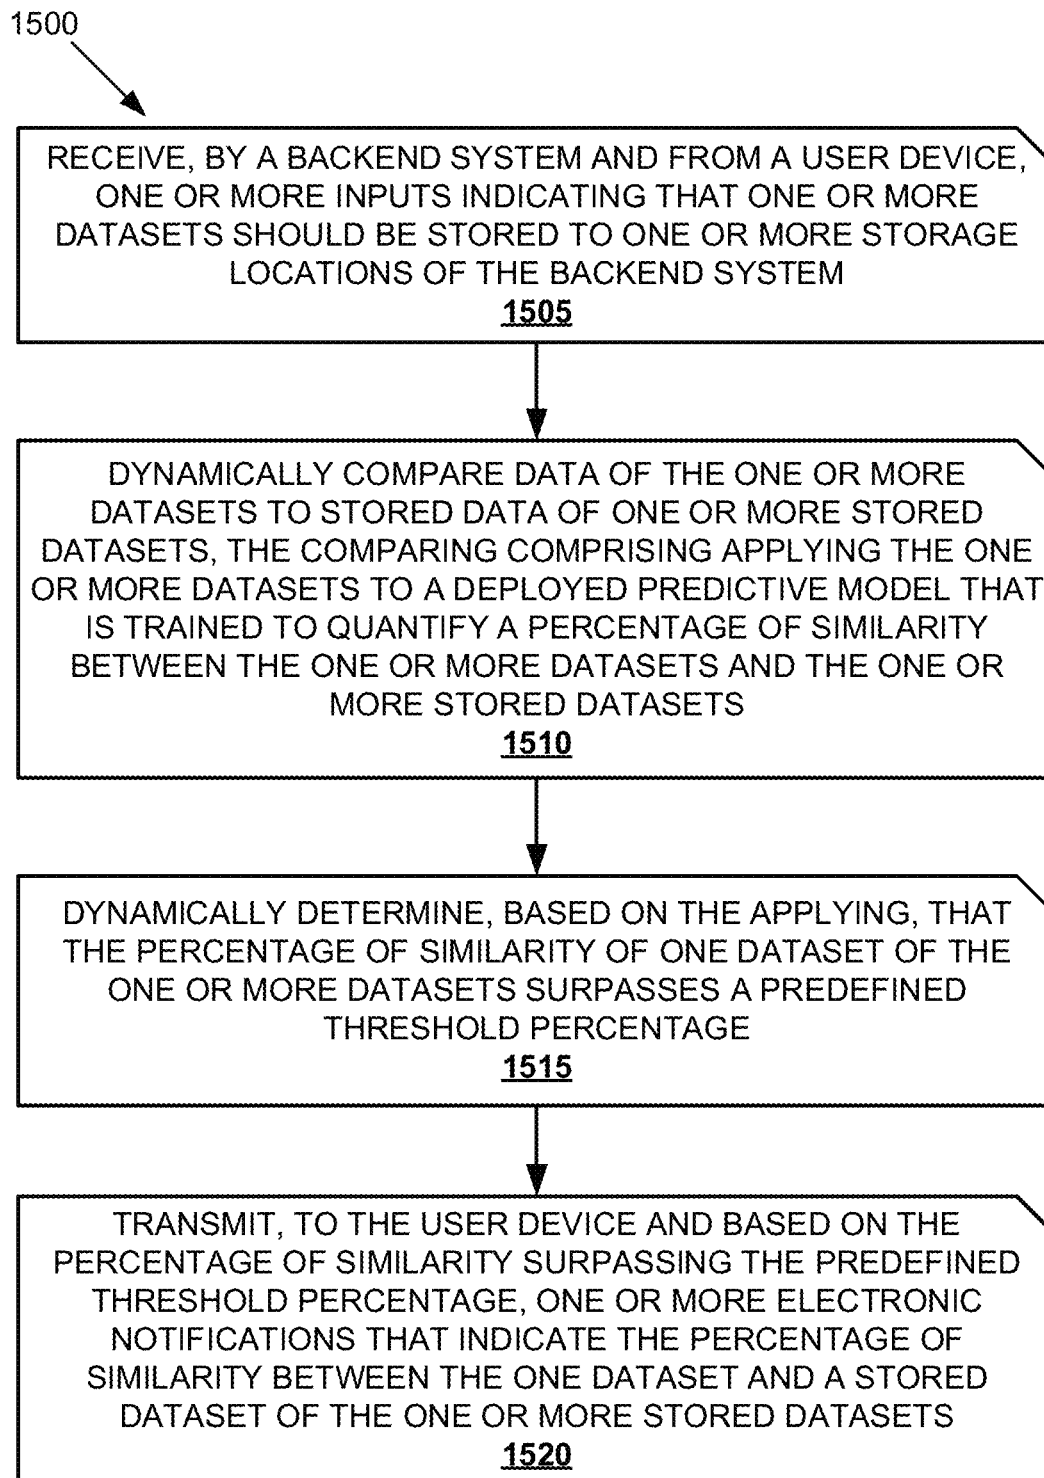 1500
RECEIVE, BY A BACKEND SYSTEM AND FROM A USER DEVICE,
ONE OR MORE INPUTS INDICATING THAT ONE OR MORE
DATASETS SHOULD BE STORED TO ONE OR MORE STORAGE
LOCATIONS OF THE BACKEND SYSTEM
1505
DYNAMICALLY COMPARE DATA OF THE ONE OR MORE
DATASETS TO STORED DATA OF ONE OR MORE STORED
DATASETS, THE COMPARING COMPRISING APPLYING THE ONE
OR MORE DATASETS TO A DEPLOYED PREDICTIVE MODEL THAT
IS TRAINED TO QUANTIFY A PERCENTAGE OF SIMILARITY
BETWEEN THE ONE OR MORE DATASETS AND THE ONE OR
MORE STORED DATASETS
1510
DYNAMICALLY DETERMINE, BASED ON THE APPLYING, THAT
THE PERCENTAGE OF SIMILARITY OF ONE DATASET OF THE
ONE OR MORE DATASETS SURPASSES A PREDEFINED
THRESHOLD PERCENTAGE
1515
TRANSMIT, TO THE USER DEVICE AND BASED ON THE
PERCENTAGE OF SIMILARITY SURPASSING THE PREDEFINED
THRESHOLD PERCENTAGE, ONE OR MORE ELECTRONIC
NOTIFICATIONS THAT INDICATE THE PERCENTAGE OF
SIMILARITY BETWEEN THE ONE DATASET AND A STORED
DATASET OF THE ONE OR MORE STORED DATASETS
1520